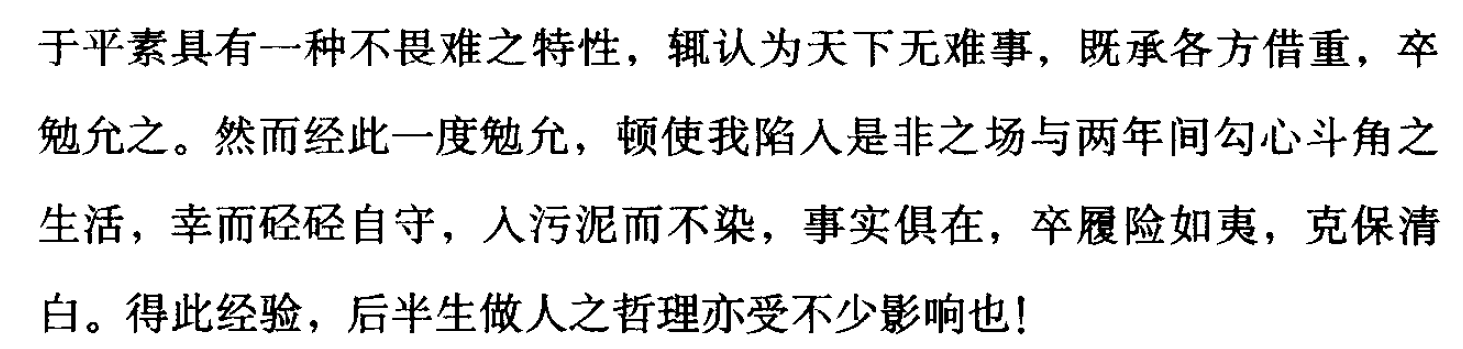 于平素具有一种不畏难之特性，辄认为天下无难事，既承各方借重，卒
勉允之。然而经此一度勉允，顿使我陷入是非之场与两年间勾心斗角之
生活，幸而硁硁自守，入污泥而不染，事实俱在，卒履险如夷，克保清
白。得此经验，后半生做人之哲理亦受不少影响也！